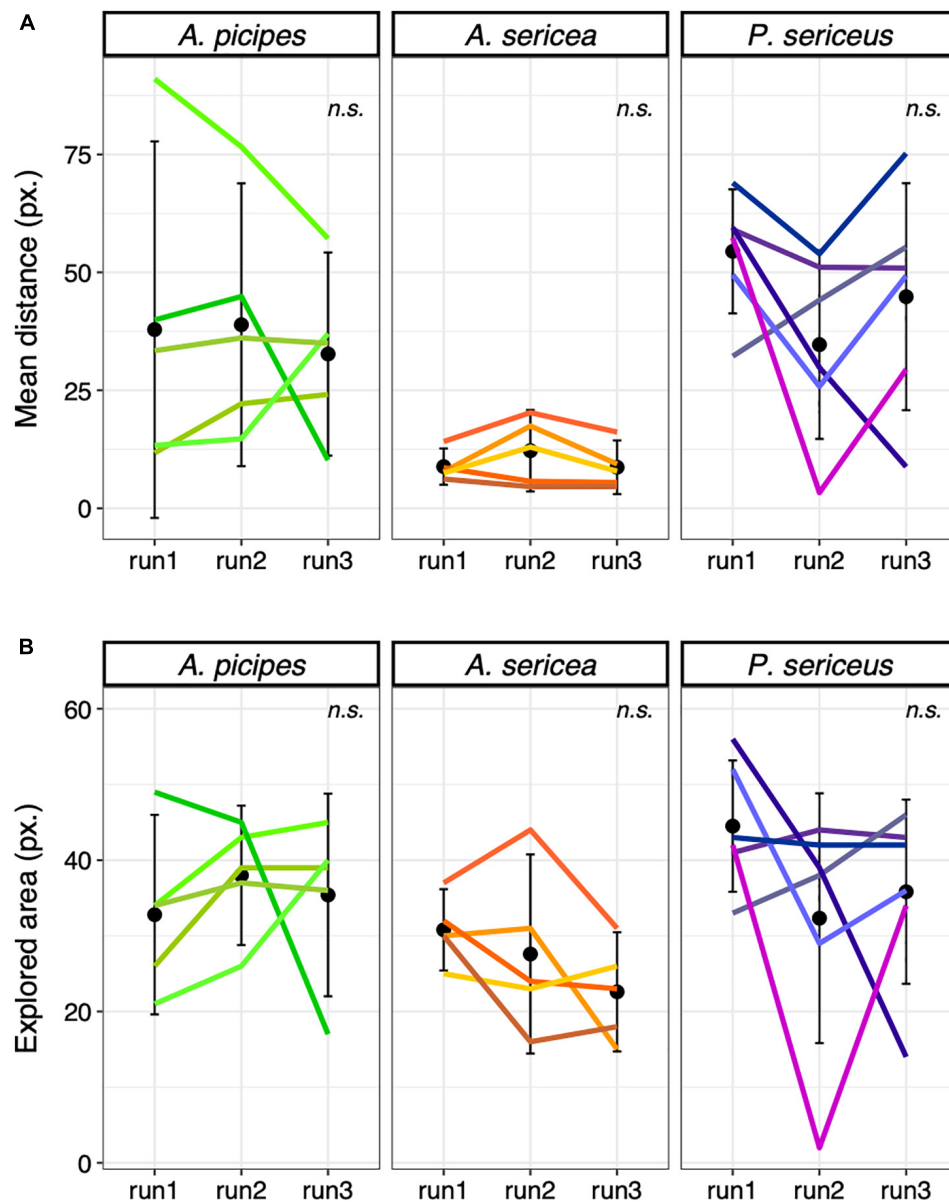 A
A. picipes A. sericea P. sericeus
n.s. n.s. n.s.
75
50
25
0
Mean distance (px.)
run1 run2 run3 run1 run2 run3 run1 run2 run3
B
A. picipes A. sericea P. sericeus
60 n.s. n.s. n.s.
40
20
0
Explored area (px.)
run1 run2 run3 run1 run2 run3 run1 run2 run3